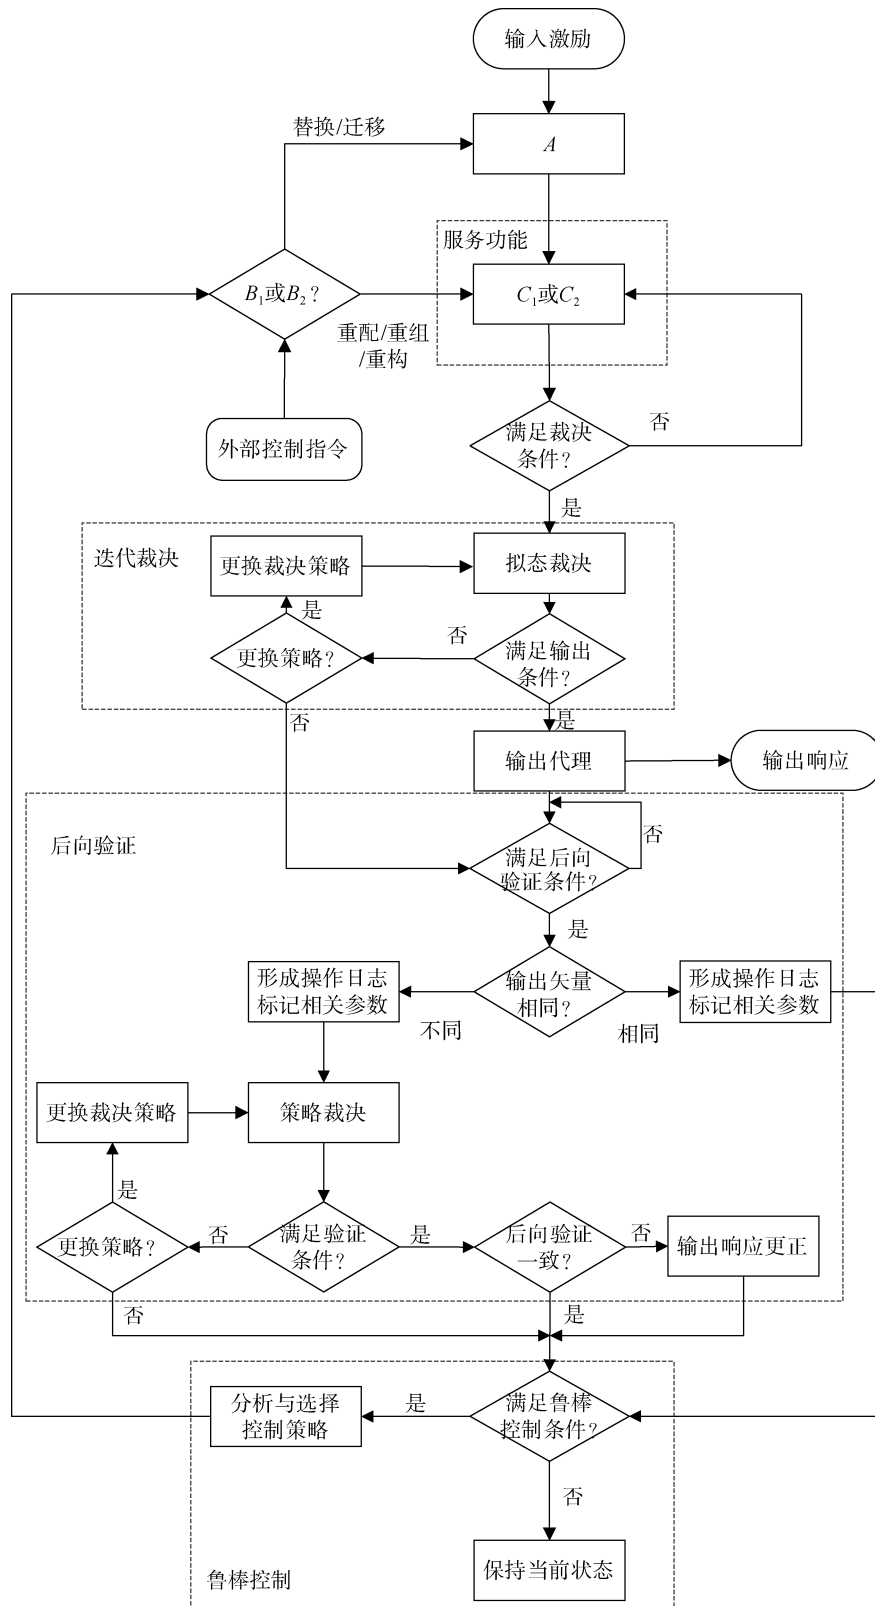 输入激励
替换/迁移
A
服务功能
B₁或B₂?
C₁或C₂
重配/重组
/重构
外部控制指令
满足裁决
条件?
否
是
迭代裁决
更换裁决策略
拟态裁决
是
否
更换策略?
满足输出
条件?
否
是
输出代理
输出响应
后向验证
满足后向
验证条件?
否
是
形成操作日志
标记相关参数
输出矢量
相同?
形成操作日志
标记相关参数
不同
相同
更换裁决策略
策略裁决
是
更换策略?
否
满足验证
条件?
是
后向验证
一致?
否
输出响应更正
否
是
分析与选择
控制策略
是
满足鲁棒
控制条件?
否
保持当前状态
鲁棒控制